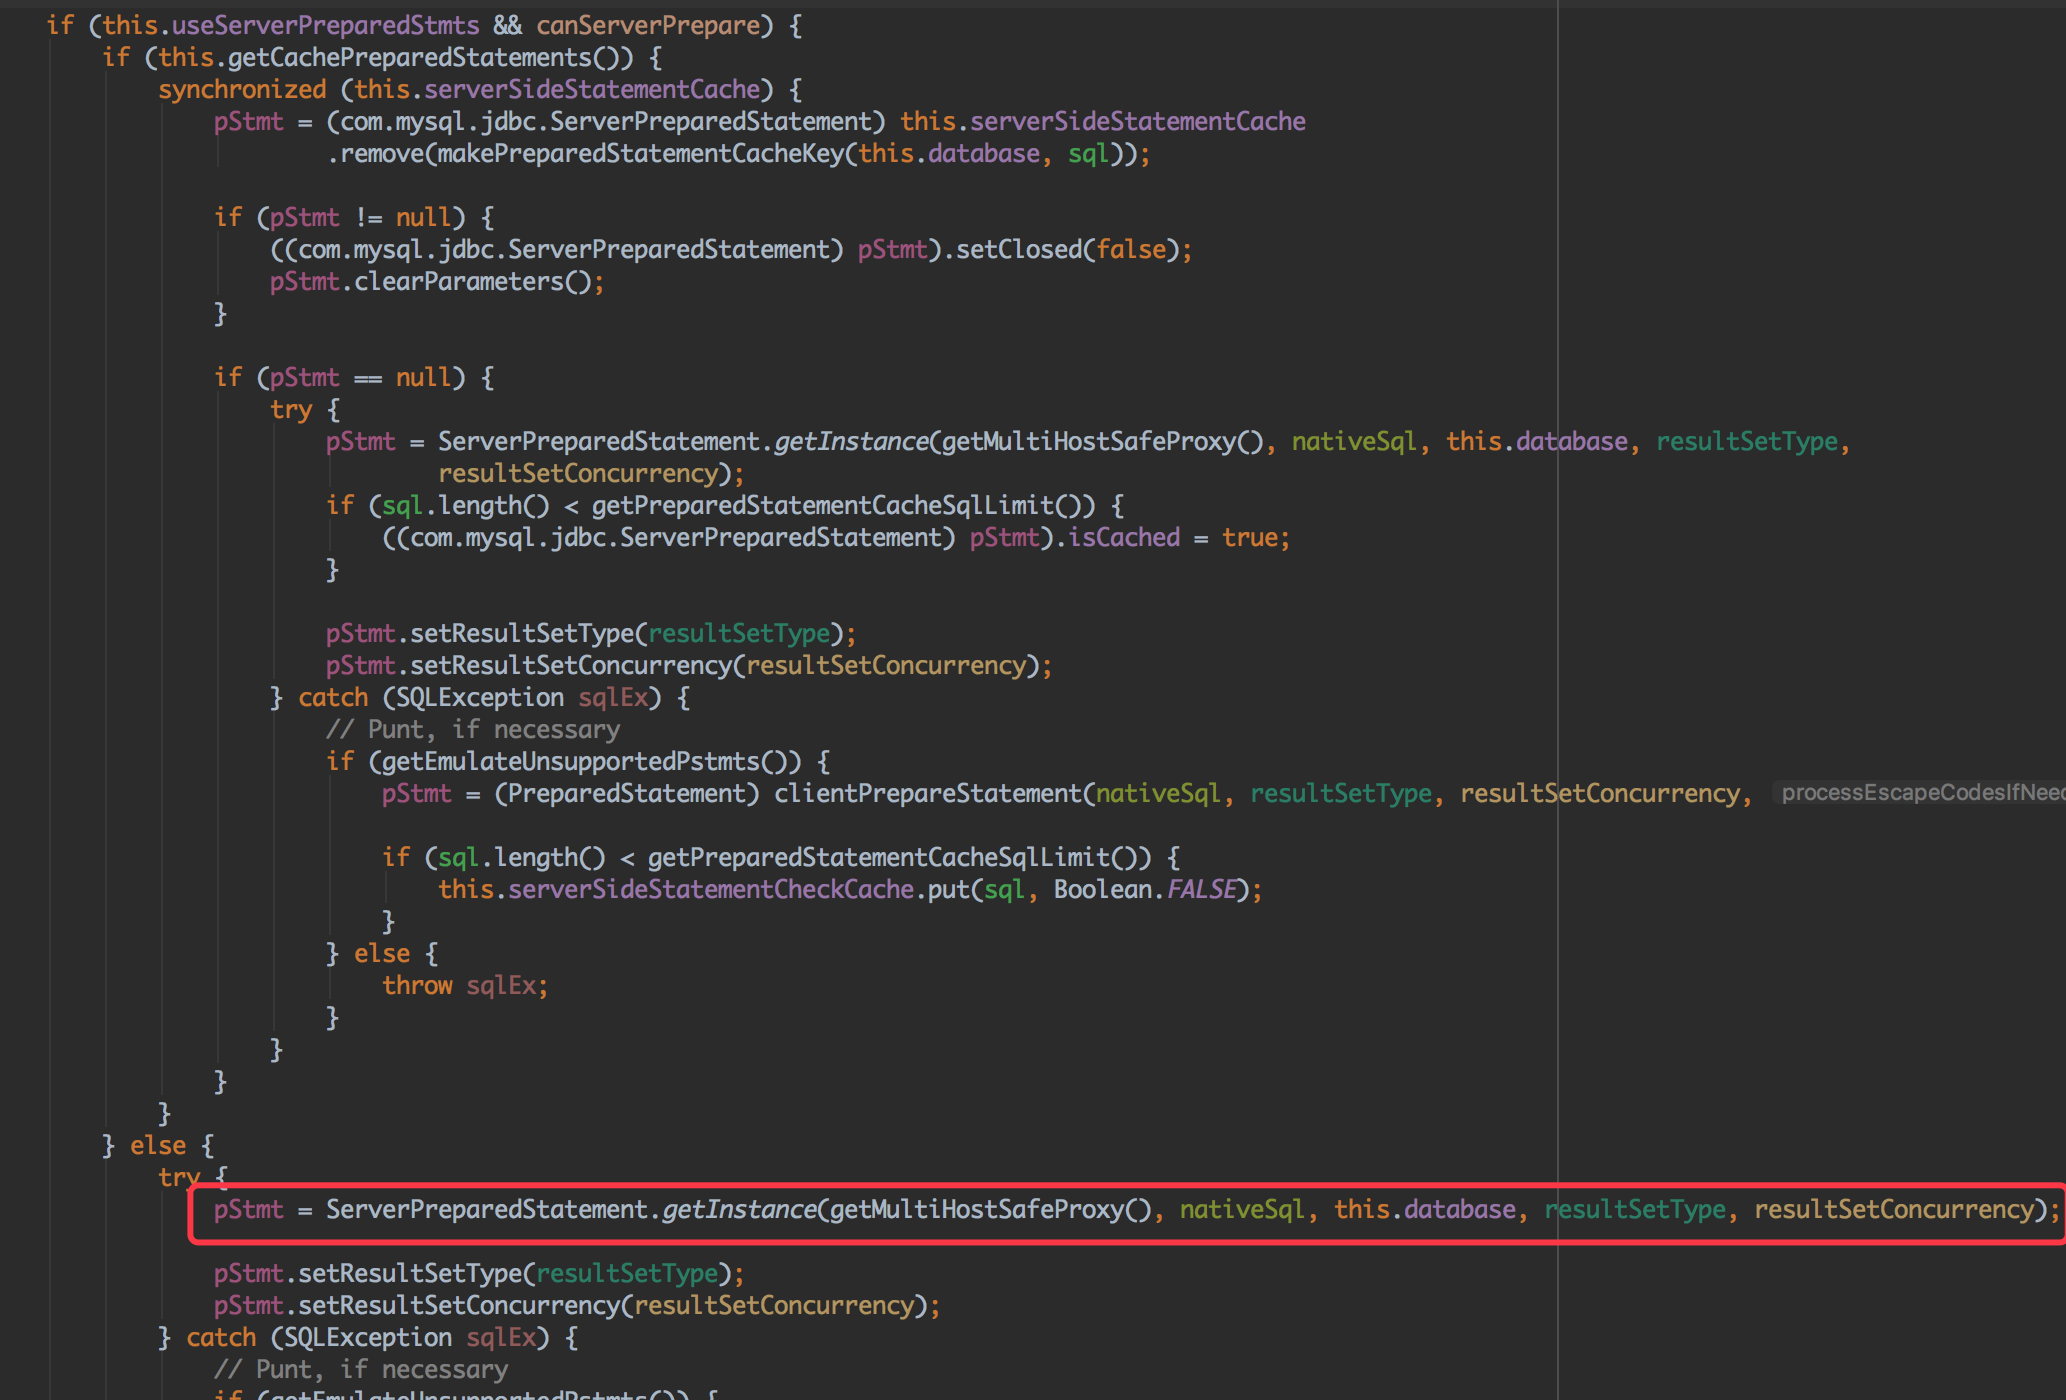 if (this.useServerPreparedStmts && canServerPrepare) {
if (this.getCachePreparedStatements()) {
synchronized (this.serverSideStatementCache) {
pStmt = (com.mysql.jdbc.ServerPreparedStatement) this.serverSideStatementCache
.remove(makePreparedStatementCacheKey(this.database, sql));
if (pStmt != null) {
((com.mysql.jdbc.ServerPreparedStatement) pStmt).setClosed(false);
pStmt.clearParameters();
}
if (pStmt == null) {
try {
pStmt = ServerPreparedStatement.getInstance(getMultiHostSafeProxy(), nativeSql, this.database, resultSetType,
resultSetConcurrency);
if (sql.length() < getPreparedStatementCacheSqlLimit()) {
((com.mysql.jdbc.ServerPreparedStatement) pStmt).isCached = true;
}
pStmt.setResultSetType(resultSetType);
pStmt.setResultSetConcurrency(resultSetConcurrency);
} catch (SQLException sqlEx) {
// Punt, if necessary
if (getEmulateUnsupportedPstmts()) {
pStmt = (PreparedStatement) clientPrepareStatement(nativeSql, resultSetType, resultSetConcurrency, processEscapeCodesIfNeed
if (sql.length() < getPreparedStatementCacheSqlLimit()) {
this.serverSideStatementCheckCache.put(sql, Boolean.FALSE);
}
} else {
throw sqlEx;
}
}
}
}
} else {
try {
pStmt = ServerPreparedStatement.getInstance(getMultiHostSafeProxy(), nativeSql, this.database, resultSetType, resultSetConcurrency);
pStmt.setResultSetType(resultSetType);
pStmt.setResultSetConcurrency(resultSetConcurrency);
} catch (SQLException sqlEx) {
// Punt, if necessary
if (getEmulateUnsupportedPstmts()) {